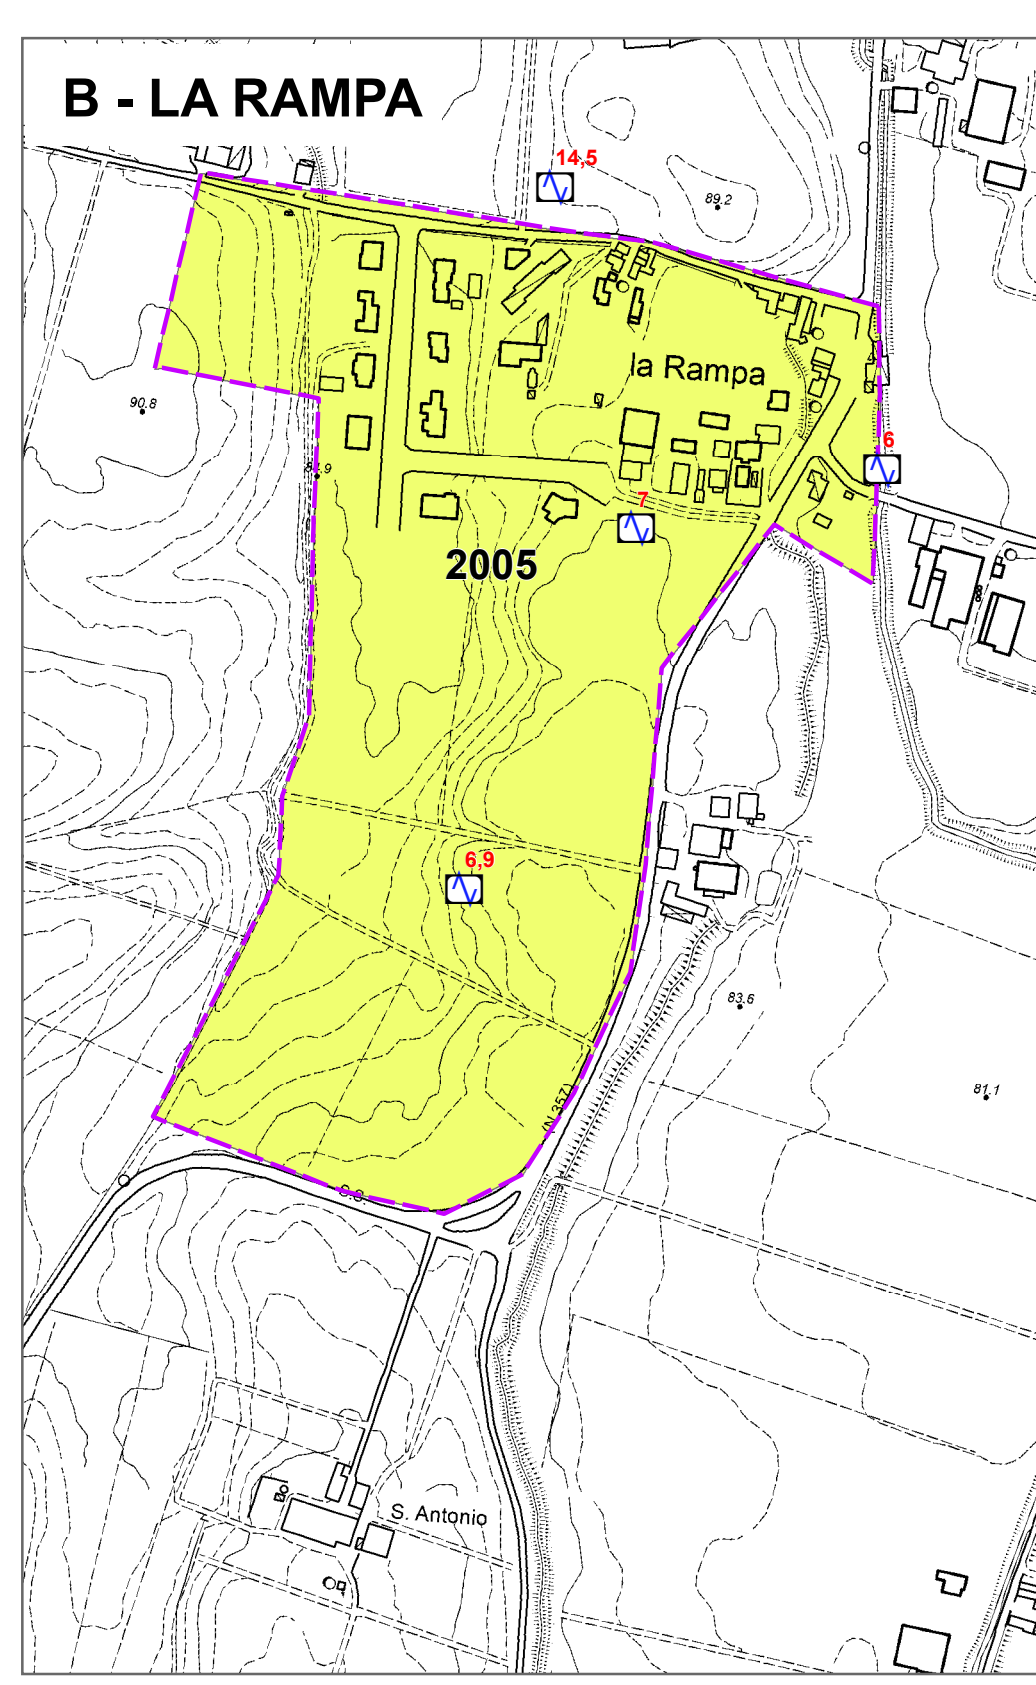 B - LA RAMPA
14,5
89.2
la Rampa
90.8
6
7
2005
6,9
83.6
(N.357)
81.1
S. Antonio